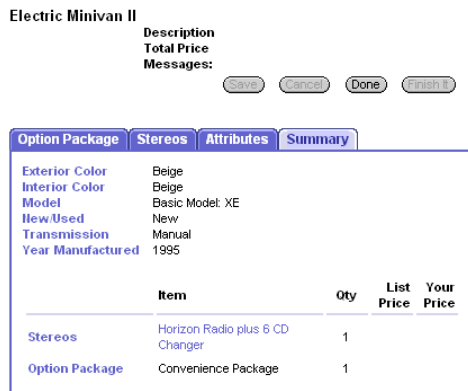 Electric Minivan II
Description
Total Price
Messages:
Save Cancel Done Finish It
Option Package Stereos Attributes Summary
Exterior Color Beige
Interior Color Beige
Model Basic Model: XE
New/Used New
Transmission Manual
Year Manufactured 1995
Item Qty List Price Your Price
Stereos Horizon Radio plus 6 CD Changer 1
Option Package Convenience Package 1